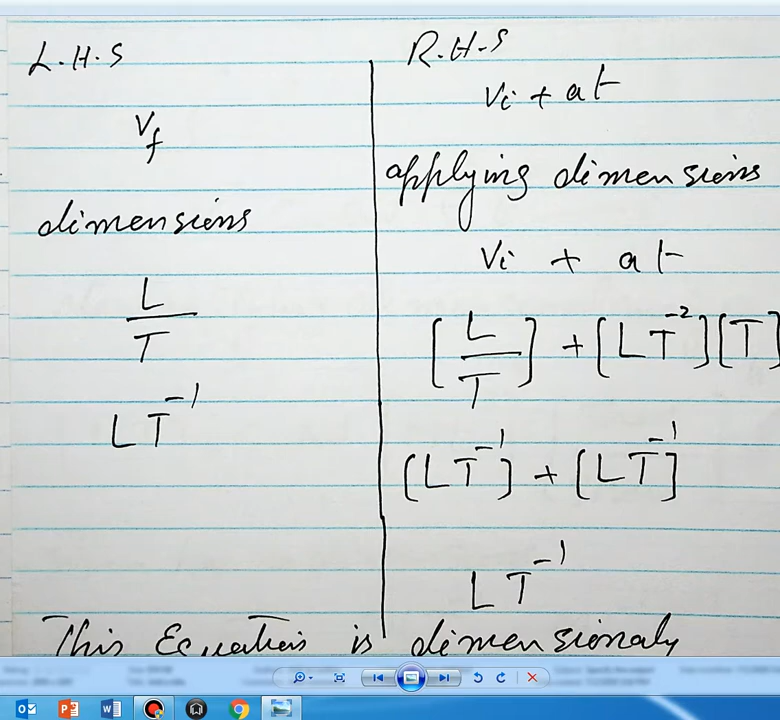 L.H.S
Vf
dimensions
L
T
LT⁻¹
R.H.S
Vi + at
applying dimensions
Vi + at
[L/T] + [LT⁻²][T]
[LT⁻¹] + [LT⁻¹]
LT⁻¹
This Equation is dimensionaly